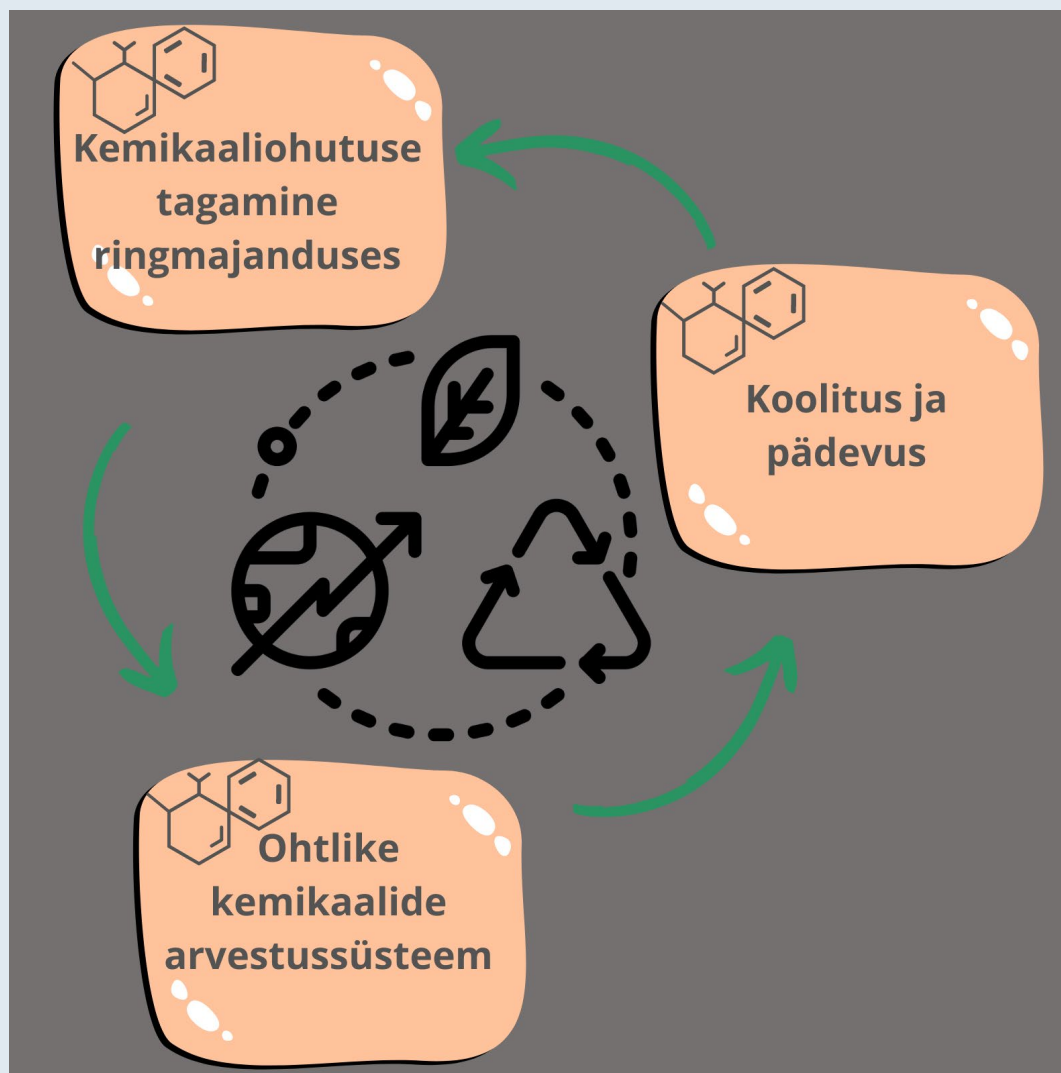 Kemikaaliohutuse
tagamine
ringmajanduses
Koolitus ja
pädevus
Ohtlike
kemikaalide
arvestussüsteem